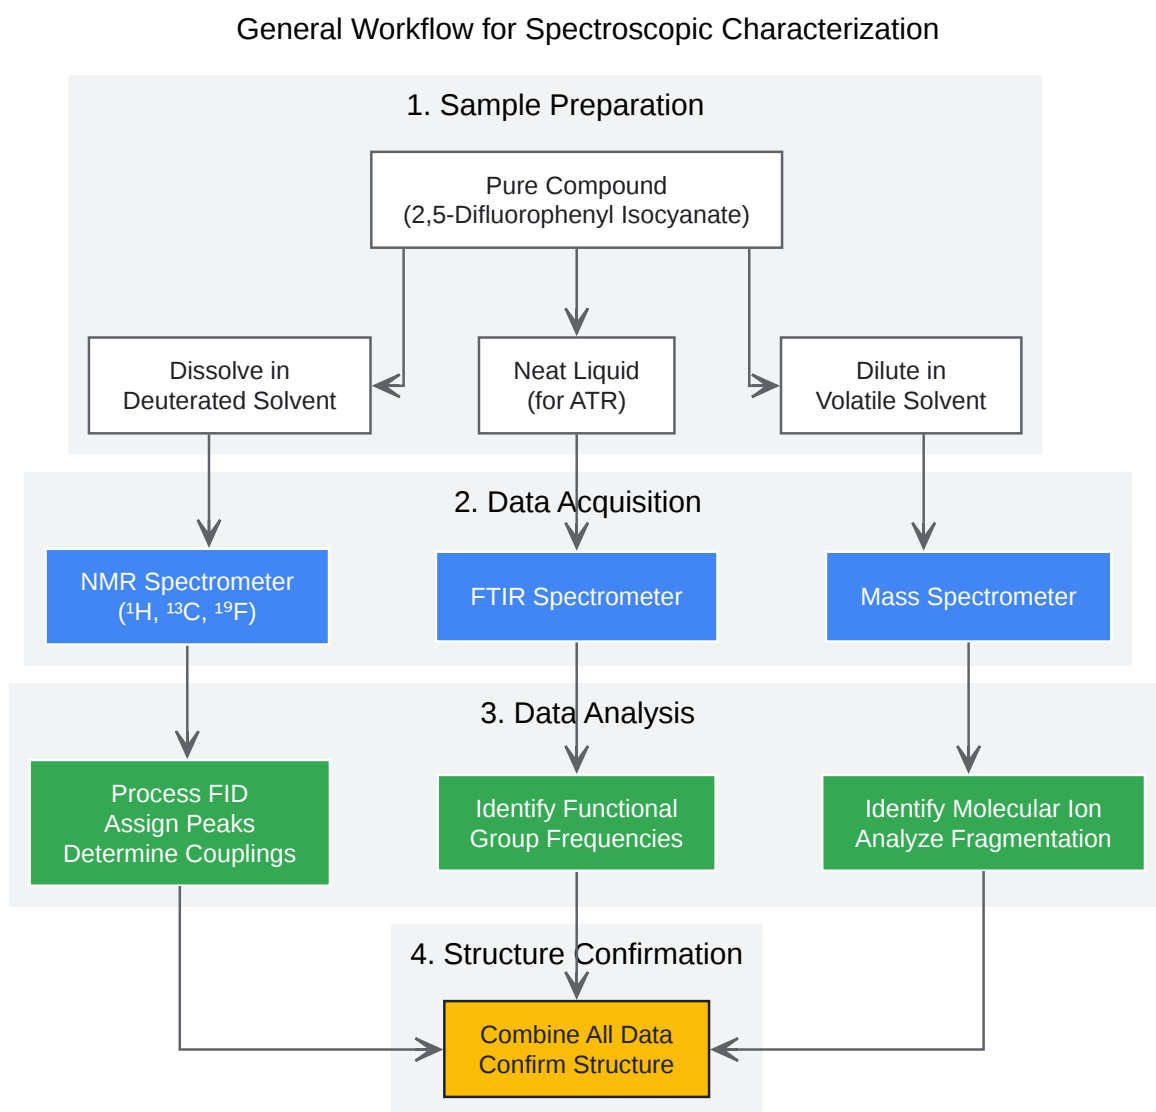 General Workflow for Spectroscopic Characterization
1. Sample Preparation
Pure Compound
(2,5-Difluorophenyl Isocyanate)
Dissolve in
Deuterated Solvent
Neat Liquid
(for ATR)
Dilute in
Volatile Solvent
2. Data Acquisition
NMR Spectrometer
(¹H, ¹³C, ¹⁹F)
FTIR Spectrometer
Mass Spectrometer
3. Data Analysis
Process FID
Assign Peaks
Determine Couplings
Identify Functional
Group Frequencies
Identify Molecular Ion
Analyze Fragmentation
4. Structure Confirmation
Combine All Data
Confirm Structure